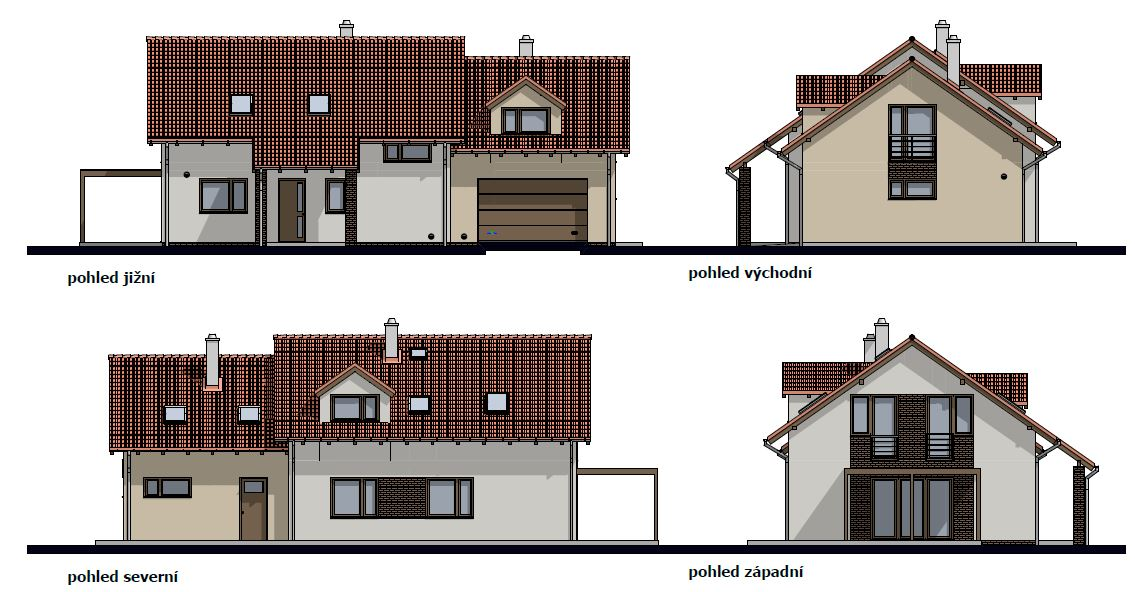 pohled jižní
pohled východní
pohled severní
pohled západní